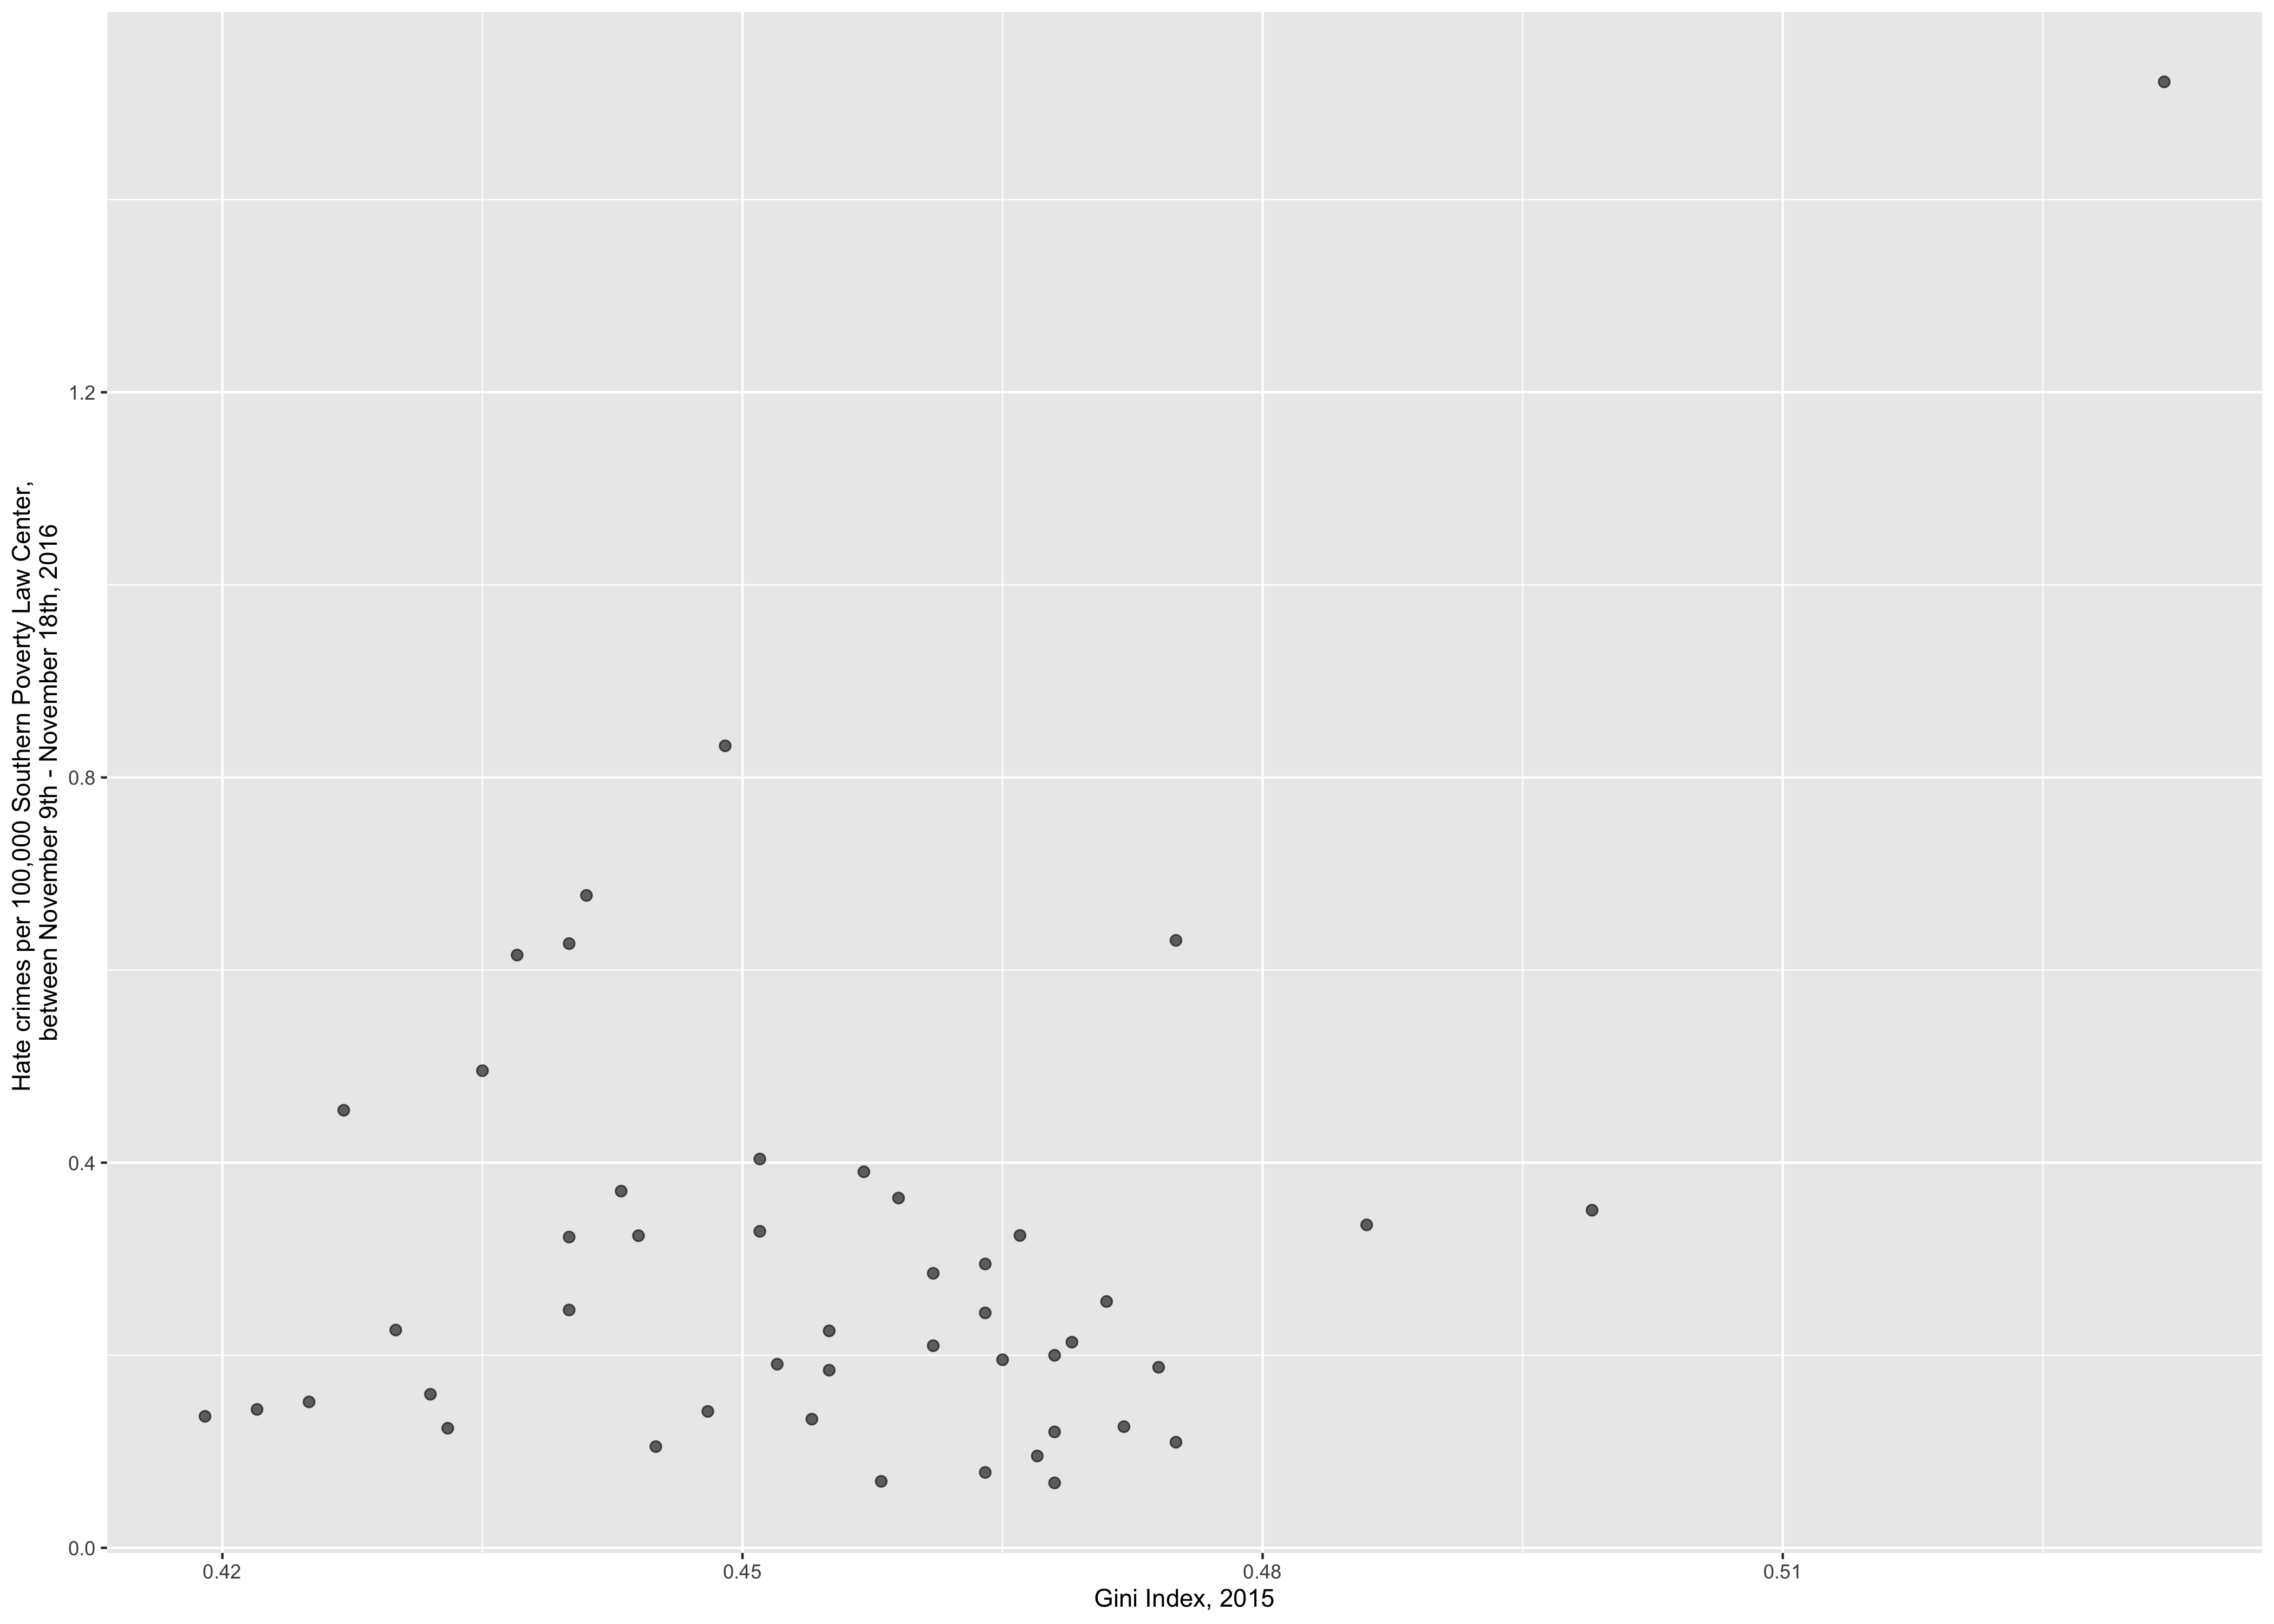 Hate crimes per 100,000 Southern Poverty Law Center,
between November 9th - November 18th, 2016
1.2
0.8
0.4
0.0
0.42
0.45
0.48
0.51
Gini Index, 2015